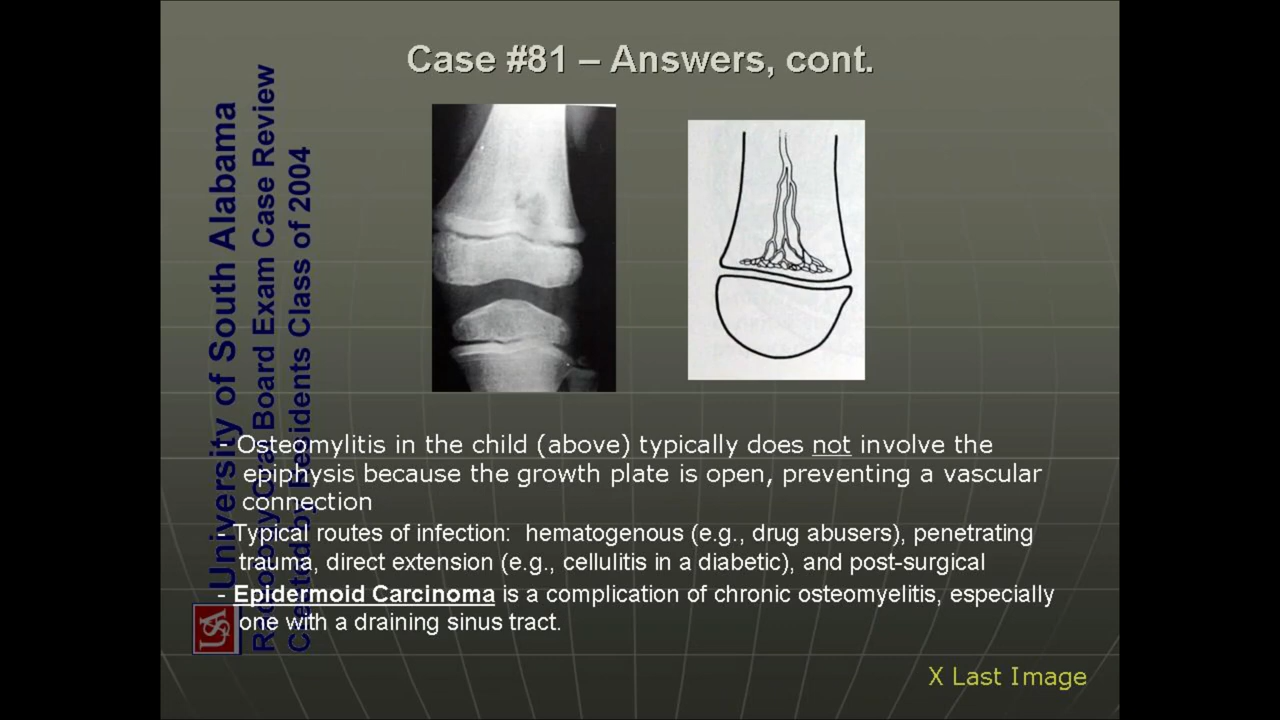 Case #81 – Answers, cont.
University of South Alabama
Board Exam Case Review
Class of 2004
- Osteomylitis in the child (above) typically does not involve the
epiphysis because the growth plate is open, preventing a vascular
connection
- Typical routes of infection: hematogenous (e.g., drug abusers), penetrating
trauma, direct extension (e.g., cellulitis in a diabetic), and post-surgical
- Epidermoid Carcinoma is a complication of chronic osteomyelitis, especially
one with a draining sinus tract.
USA
X Last Image